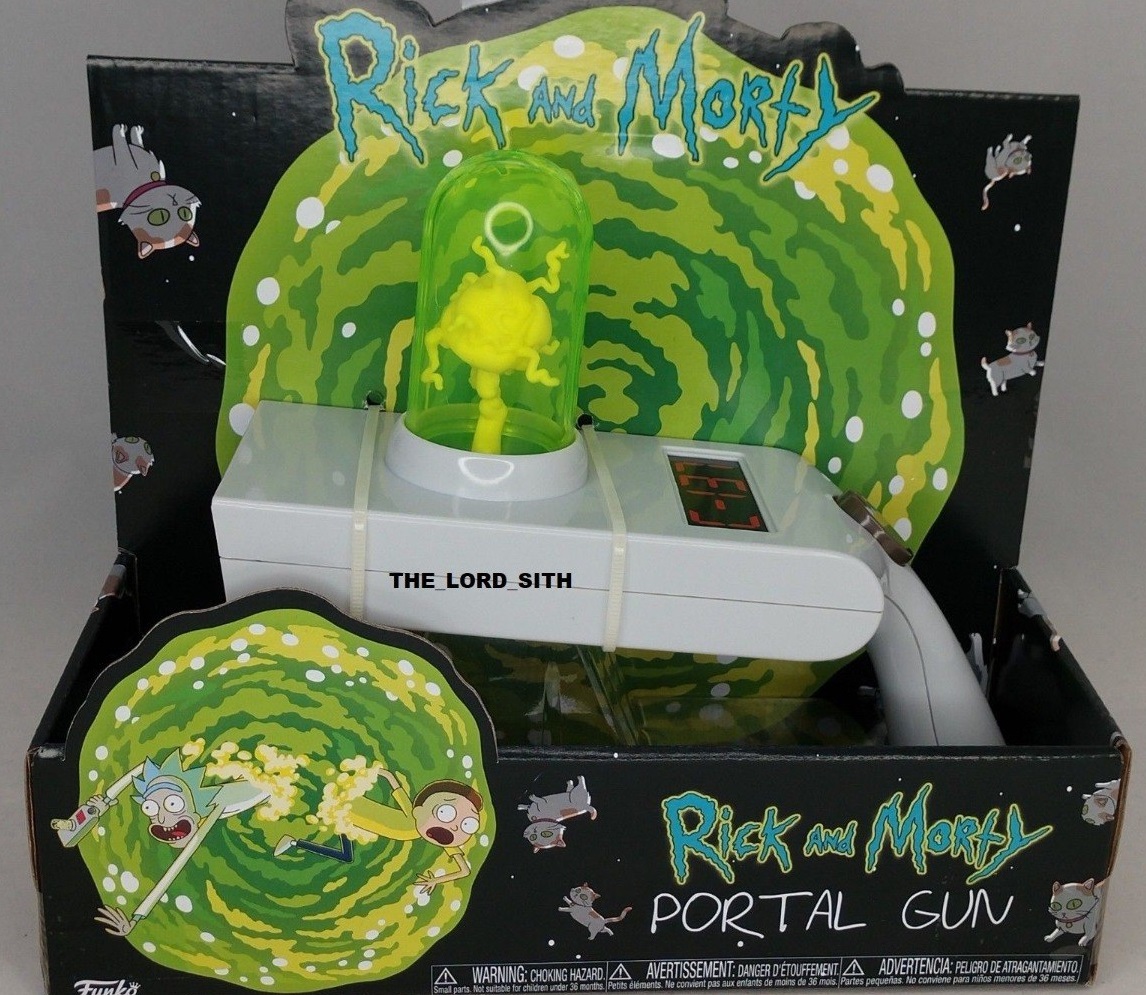 RICK AND MORTY
THE_LORD_SITH
RICK AND MORTY
PORTAL GUN
Funko
WARNING: CHOKING HAZARD.
Small parts. Not suitable for children under 36 months.
AVERTISSEMENT: DANGER D'ÉTOUFFEMENT.
Petits éléments. Ne convient pas aux enfants de moins de 36 mois.
ADVERTENCIA: PELIGRO DE ATRAGANTAMIENTO.
Partes pequeñas. No conviene para niños menores de 36 meses.